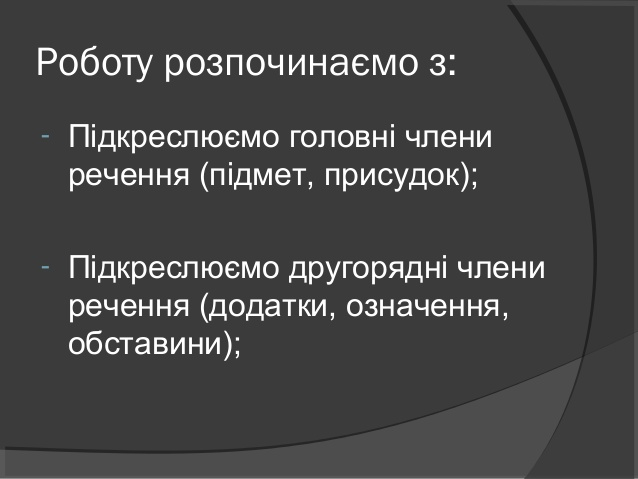 Роботу розпочинаємо з:
- Підкреслюємо головні члени
речення (підмет, присудок);
- Підкреслюємо другорядні члени
речення (додатки, означення,
обставини);